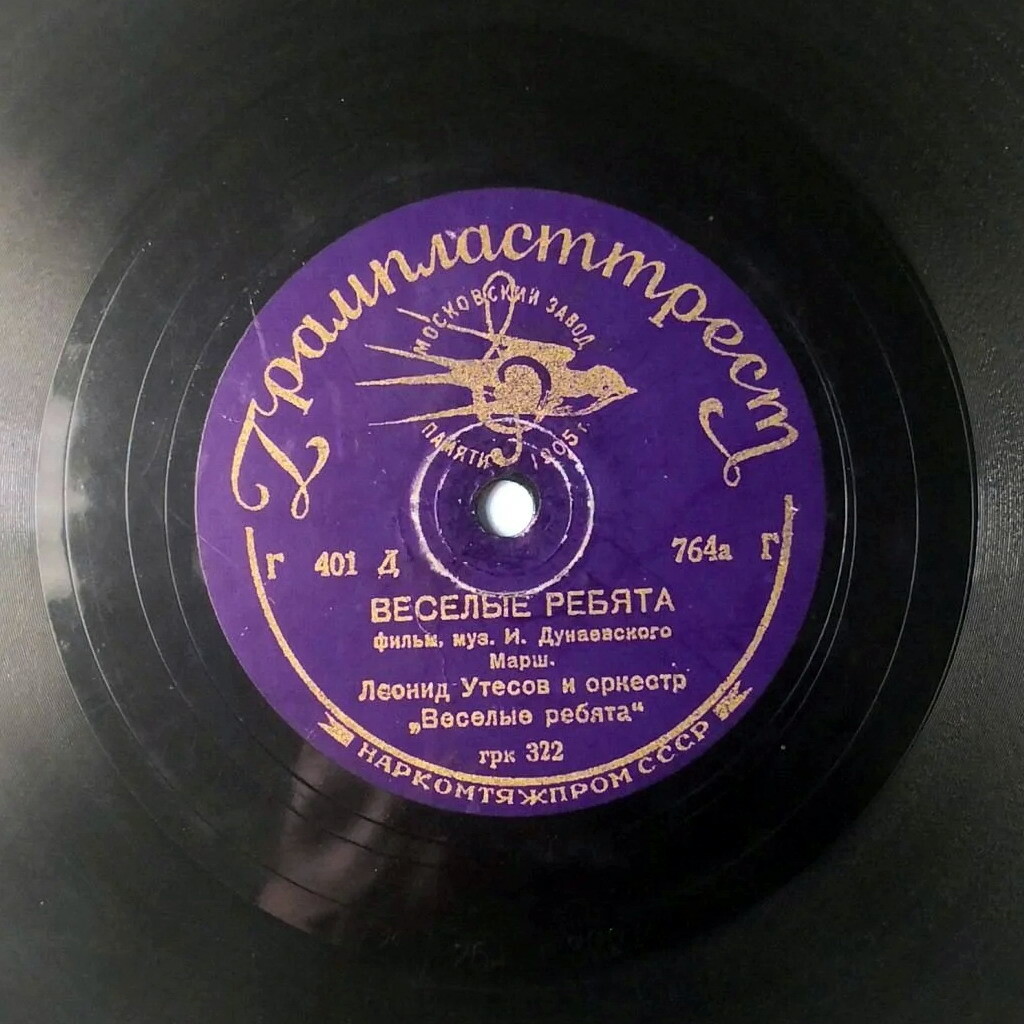 Грампласттрест
МОСКОВСКИЙ ЗАВОД
ПАМЯТИ 1905 г.
Г 401 Д 764а Г
ВЕСЕЛЫЕ РЕБЯТА
фильм, муз. И. Дунаевского
Марш.
Леонид Утесов и оркестр
„Веселые ребята“
грк 322
НАРКОМТЯЖПРОМ СССР